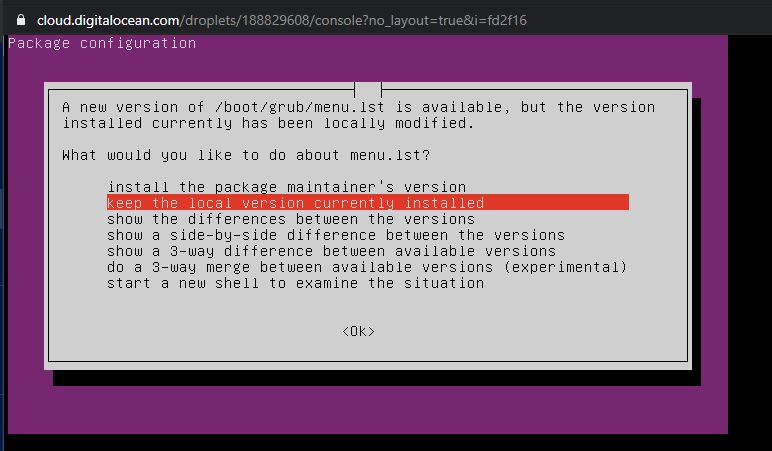 cloud.digitalocean.com/droplets/188829608/console?no_layout=true&i=fd2f16
Package configuration
A new version of /boot/grub/menu.lst is available, but the version
installed currently has been locally modified.
What would you like to do about menu.lst?
install the package maintainer's version
keep the local version currently installed
show the differences between the versions
show a side-by-side difference between the versions
show a 3-way difference between available versions
do a 3-way merge between available versions (experimental)
start a new shell to examine the situation
<Ok>